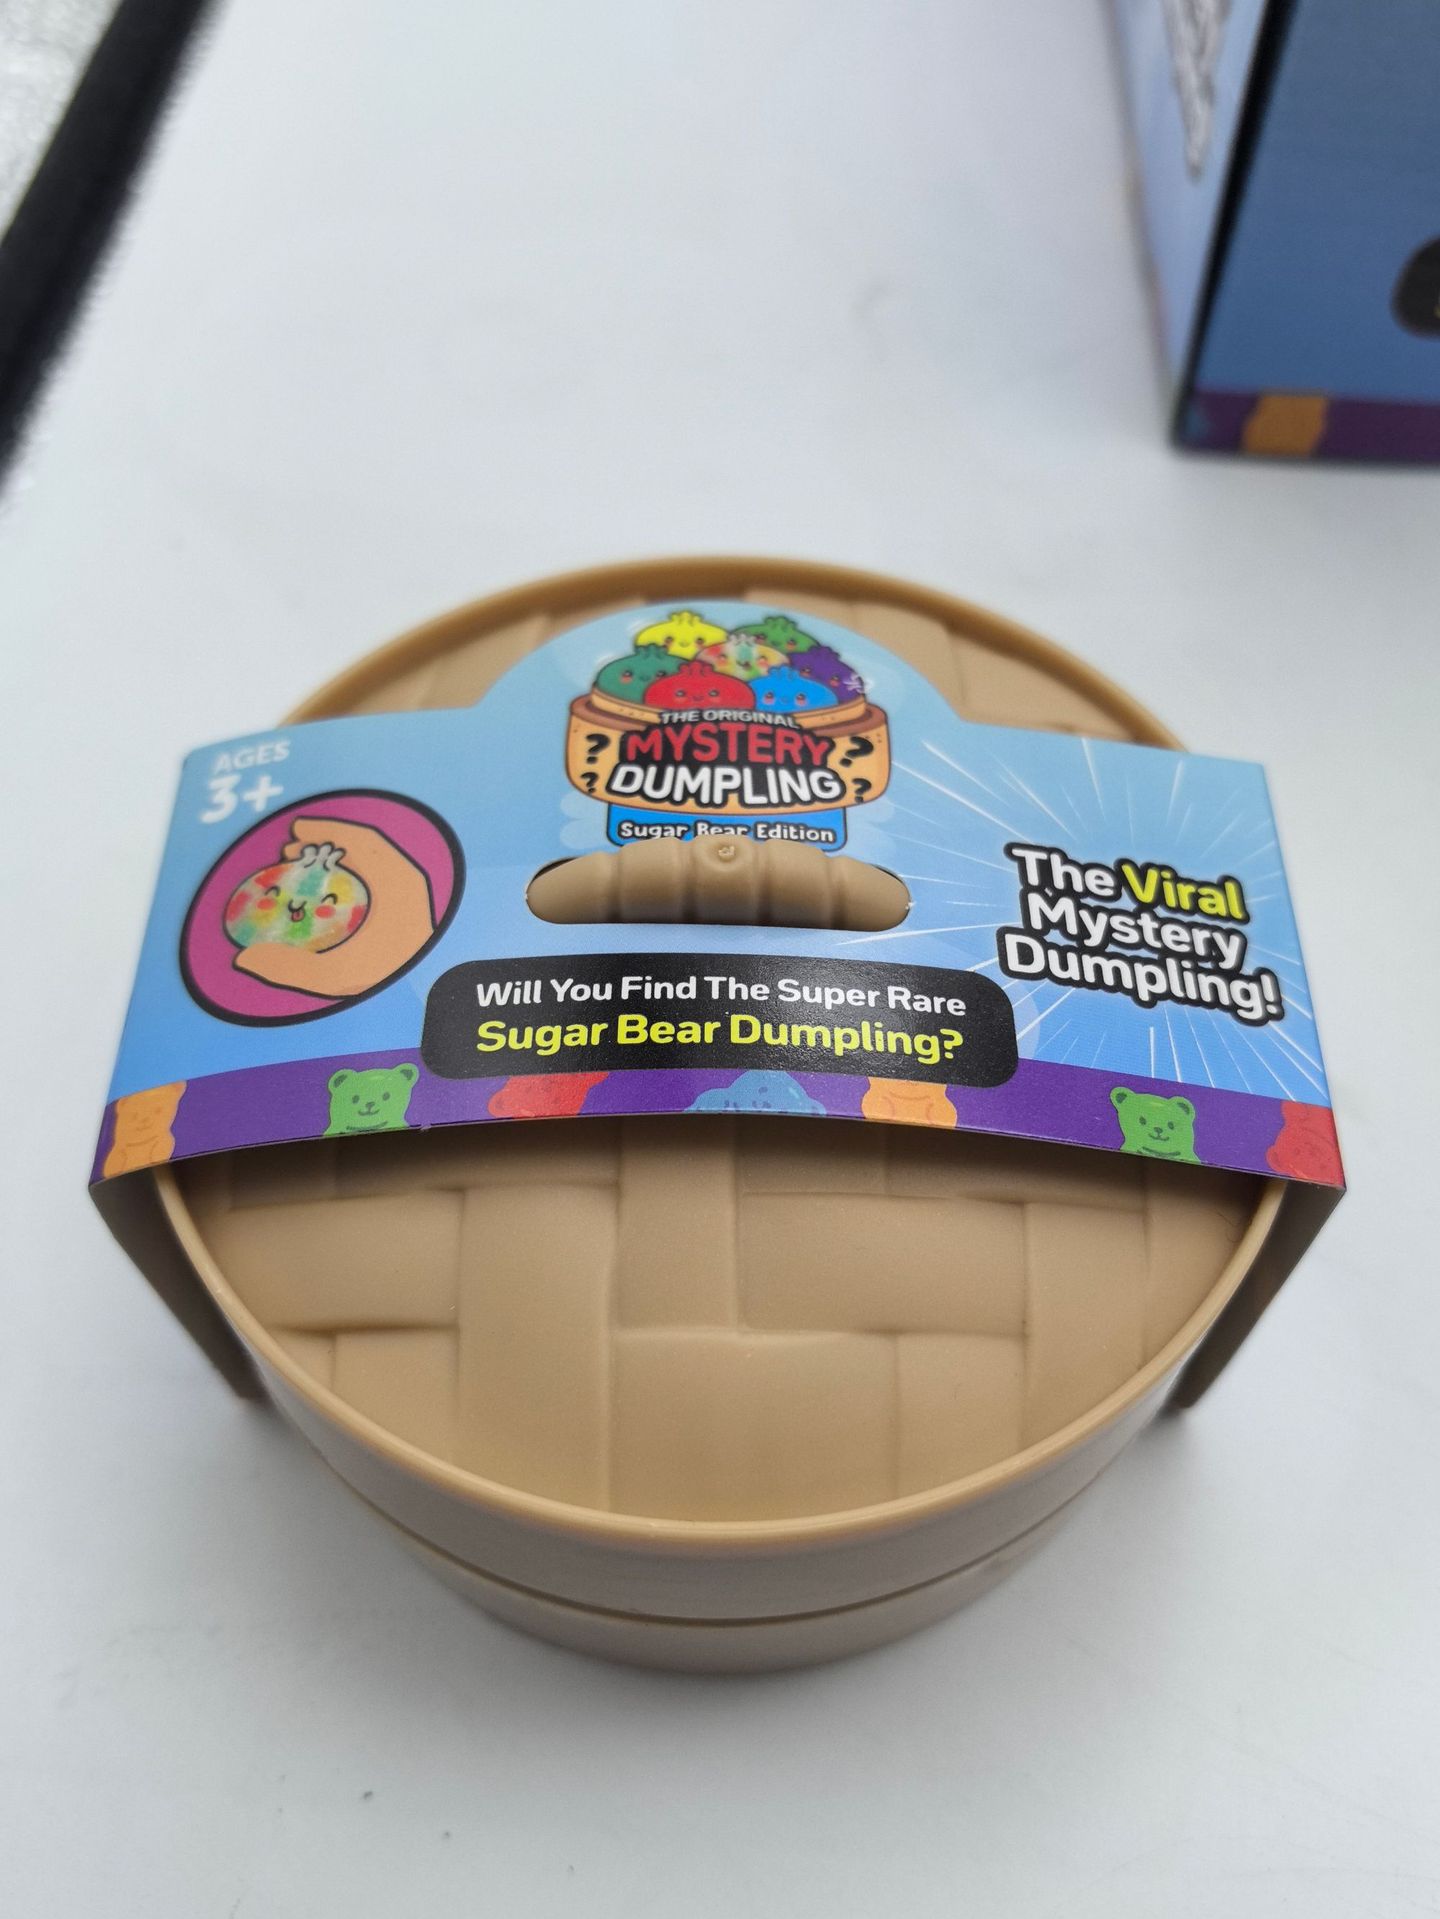 AGES
3+
THE ORIGINAL
? MYSTERY ?
? DUMPLING ?
Sugar Bear Edition
The Viral
Mystery
Dumpling!
Will You Find The Super Rare
Sugar Bear Dumpling?